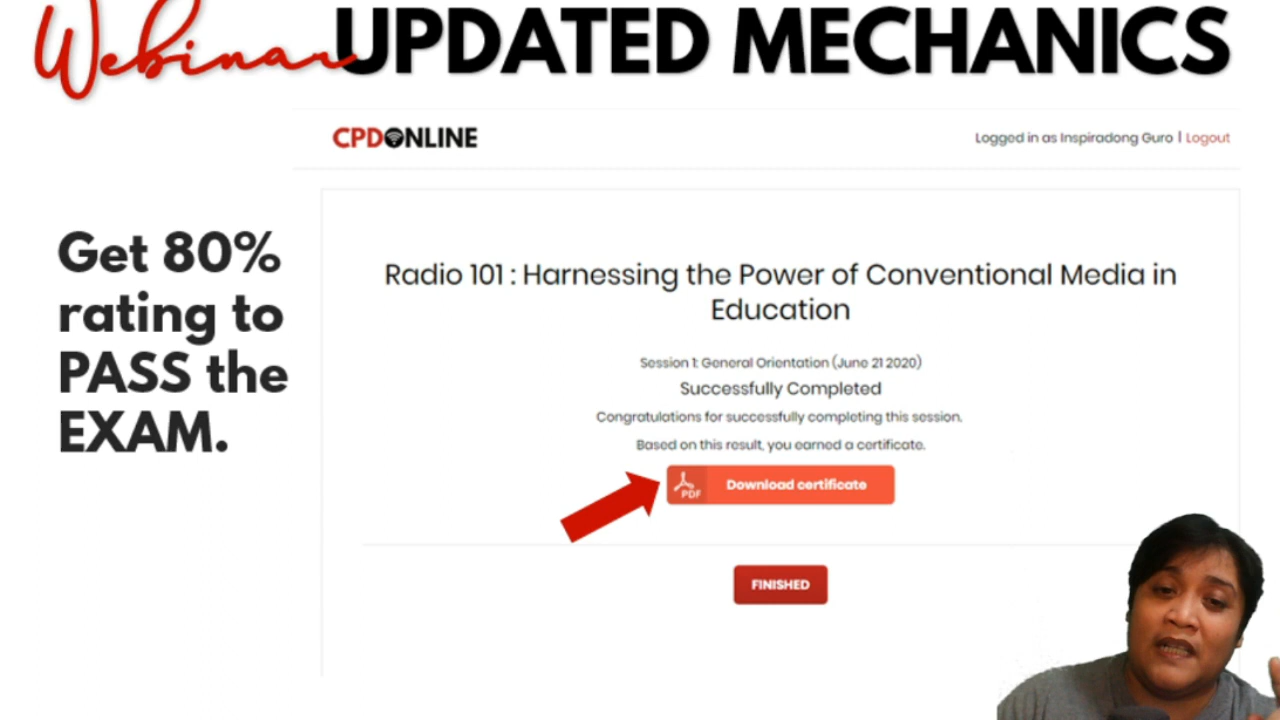 Webinar UPDATED MECHANICS
CPDONLINE
Logged in as Inspiradong Guro | Logout
Get 80%
rating to
PASS the
EXAM.
Radio 101 : Harnessing the Power of Conventional Media in
Education
Session 1: General Orientation (June 21 2020)
Successfully Completed
Congratulations for successfully completing this session.
Based on this result, you earned a certificate.
PDF Download certificate
FINISHED